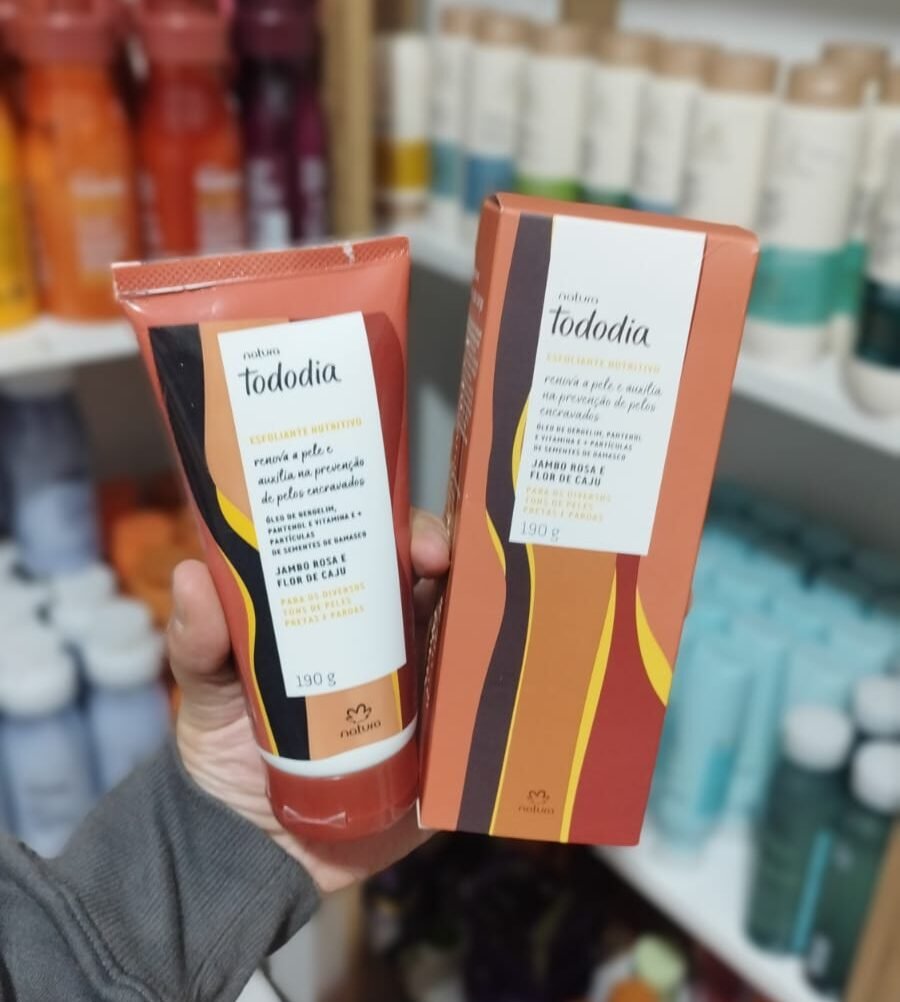 natura
tododia
ESFOLIANTE NUTRITIVO
renova a pele e
auxilia na prevenção
de pelos encravados
ÓLEO DE GERGELIM,
PANTENOL E VITAMINA E +
PARTÍCULAS
DE SEMENTES DE DAMASCO
JAMBO ROSA E
FLOR DE CAJU
PARA OS DIVERSOS
TONS DE PELES
PRETAS E PARDAS
190 g
natura
natura
tododia
ESFOLIANTE NUTRITIVO
renova a pele e auxilia
na prevenção de pelos
encravados
ÓLEO DE GERGELIM, PANTENOL
E VITAMINA E + PARTÍCULAS
DE SEMENTES DE DAMASCO
JAMBO ROSA E
FLOR DE CAJU
PARA OS DIVERSOS
TONS DE PELES
PRETAS E PARDAS
190 g
natura